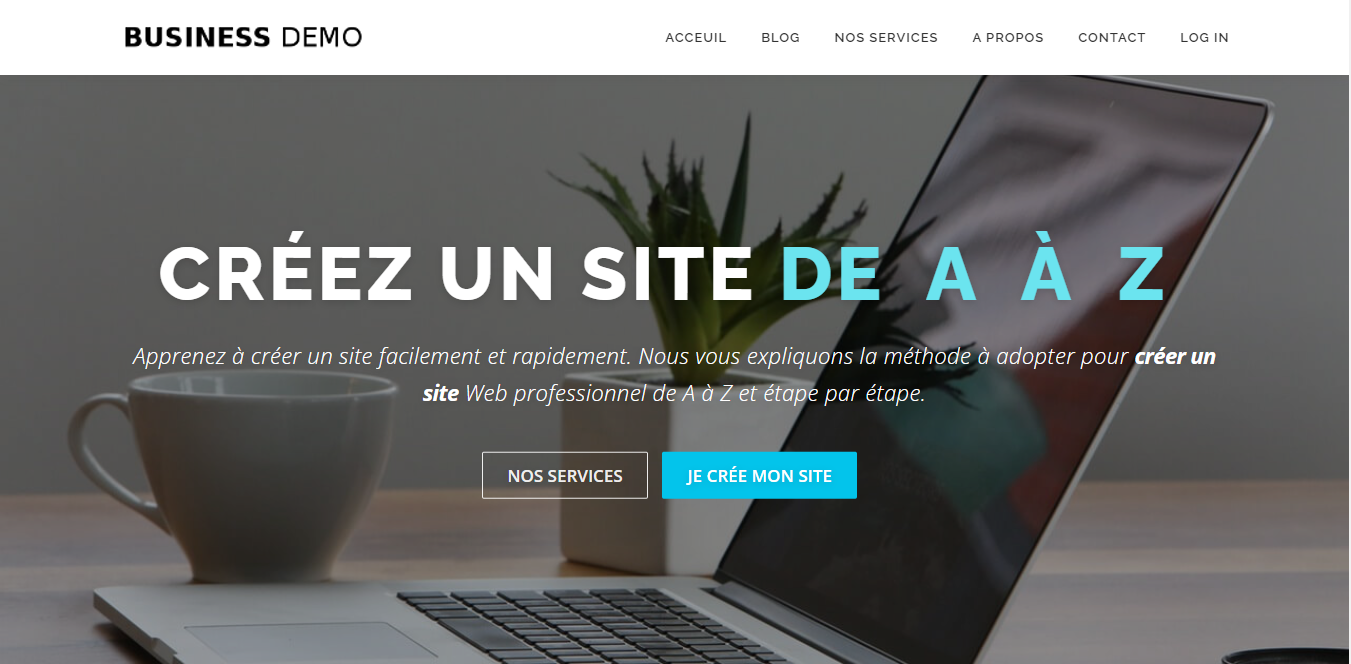 BUSINESS DEMO
ACCEUIL BLOG NOS SERVICES A PROPOS CONTACT LOG IN
CRÉEZ UN SITE DE A À Z
Apprenez à créer un site facilement et rapidement. Nous vous expliquons la méthode à adopter pour créer un
site Web professionnel de A à Z et étape par étape.
NOS SERVICES JE CRÉE MON SITE